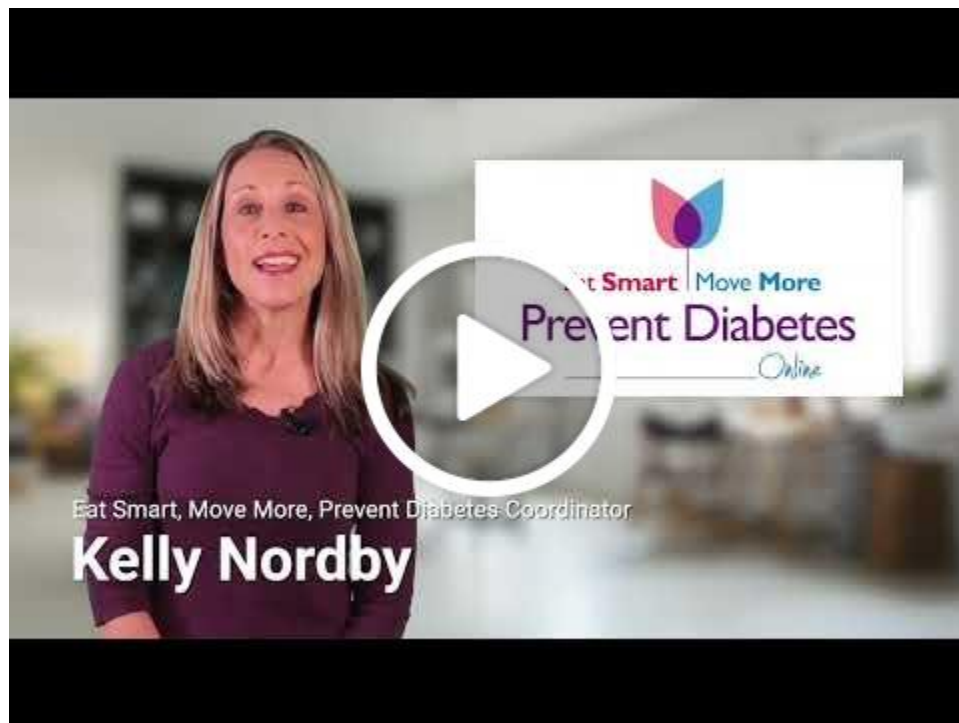 Smart Move More
Prevent Diabetes
Online
Eat Smart, Move More, Prevent Diabetes Coordinator
Kelly Nordby